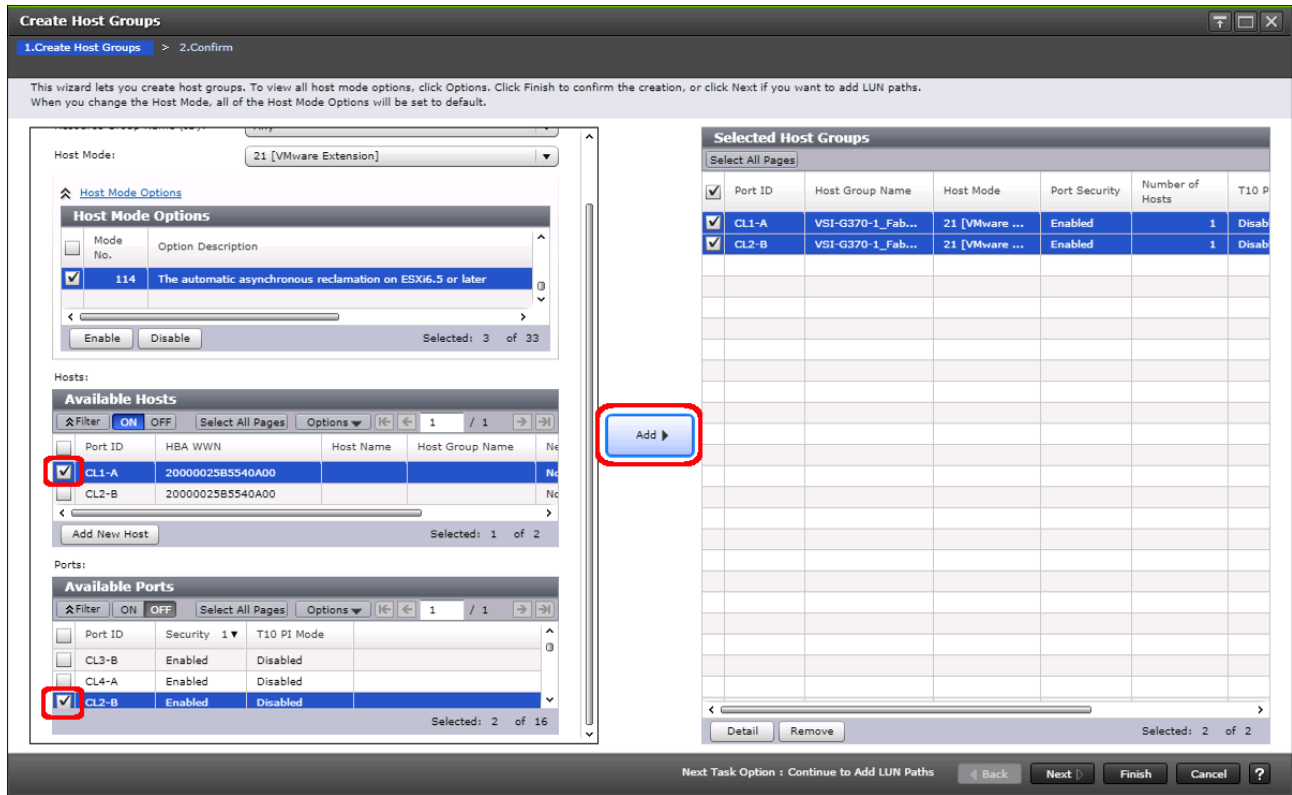 Create Host Groups
1.Create Host Groups > 2.Confirm
This wizard lets you create host groups. To view all host mode options, click Options. Click Finish to confirm the creation, or click Next if you want to add LUN paths.
When you change the Host Mode, all of the Host Mode Options will be set to default.
Host Mode: 21 [VMware Extension]
Host Mode Options
Host Mode Options
Mode No. Option Description
114 The automatic asynchronous reclamation on ESXi6.5 or later
Enable Disable Selected: 3 of 33
Hosts:
Available Hosts
Filter ON OFF Select All Pages Options 1 / 1
Port ID HBA WWN Host Name Host Group Name Ne
CL1-A 20000025B5540A00 No
CL2-B 20000025B5540A00 No
Add New Host Selected: 1 of 2
Ports:
Available Ports
Filter ON OFF Select All Pages Options 1 / 1
Port ID Security 1 T10 PI Mode
CL3-B Enabled Disabled
CL4-A Enabled Disabled
CL2-B Enabled Disabled
Selected: 2 of 16
Add
Selected Host Groups
Select All Pages
Port ID Host Group Name Host Mode Port Security Number of Hosts T10 P
CL1-A VSI-G370-1_Fab... 21 [VMware ... Enabled 1 Disab
CL2-B VSI-G370-1_Fab... 21 [VMware ... Enabled 1 Disab
Detail Remove Selected: 2 of 2
Next Task Option : Continue to Add LUN Paths Back Next Finish Cancel ?